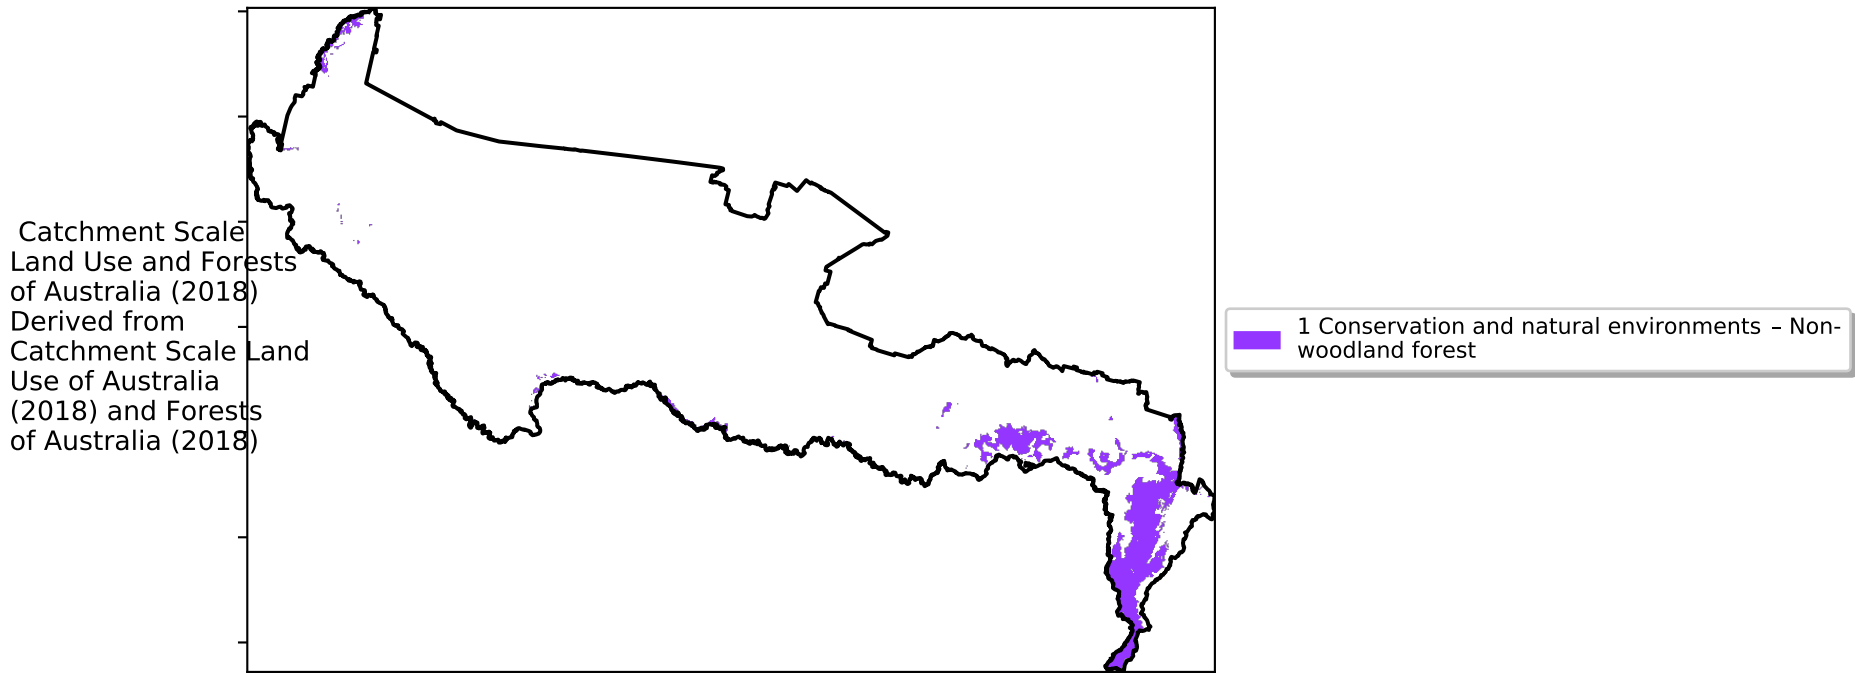 Catchment Scale
Land Use and Forests
of Australia (2018)
Derived from
Catchment Scale Land
Use of Australia
(2018) and Forests
of Australia (2018)
1 Conservation and natural environments – Non-
woodland forest